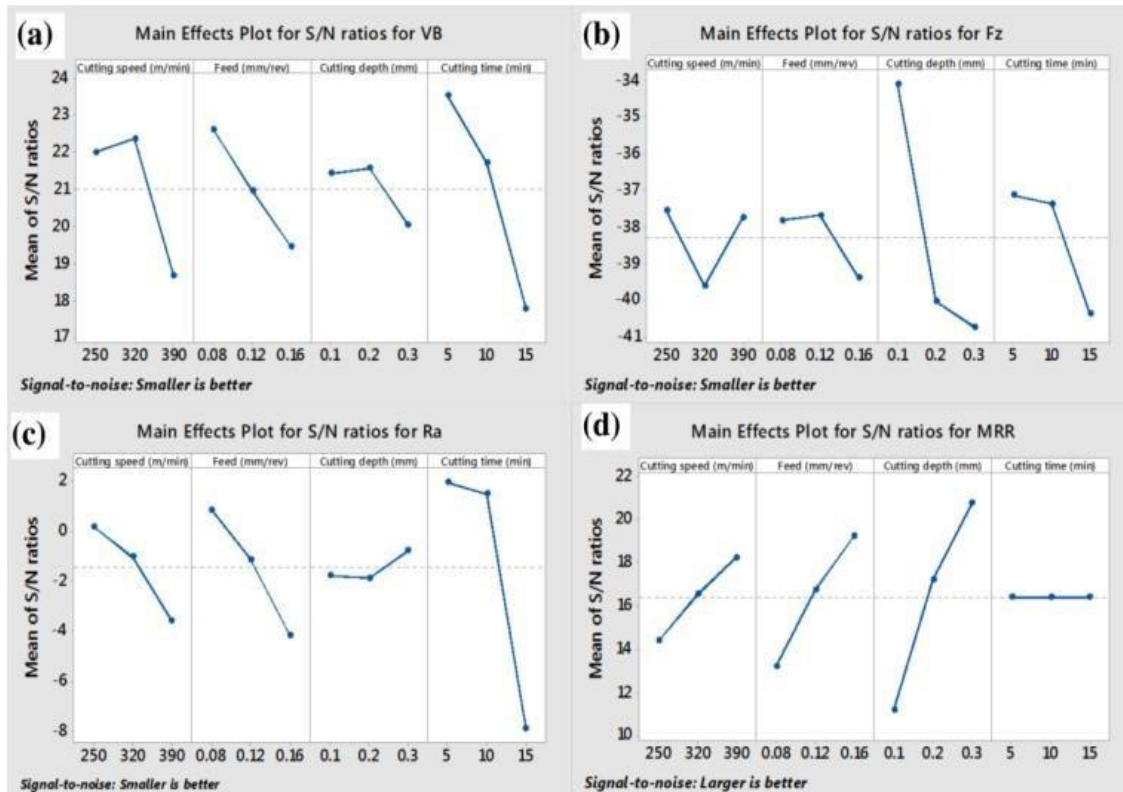 (a) Main Effects Plot for S/N ratios for VB
Cutting speed (m/min) Feed (mm/rev) Cutting depth (mm) Cutting time (min)
24
23
22
21
20
19
18
17
Mean of S/N ratios
250 320 390 0.08 0.12 0.16 0.1 0.2 0.3 5 10 15
Signal-to-noise: Smaller is better
(b) Main Effects Plot for S/N ratios for Fz
Cutting speed (m/min) Feed (mm/rev) Cutting depth (mm) Cutting time (min)
-34
-35
-36
-37
-38
-39
-40
-41
Mean of S/N ratios
250 320 390 0.08 0.12 0.16 0.1 0.2 0.3 5 10 15
Signal-to-noise: Smaller is better
(c) Main Effects Plot for S/N ratios for Ra
Cutting speed (m/min) Feed (mm/rev) Cutting depth (mm) Cutting time (min)
2
0
-2
-4
-6
-8
Mean of S/N ratios
250 320 390 0.08 0.12 0.16 0.1 0.2 0.3 5 10 15
Signal-to-noise: Smaller is better
(d) Main Effects Plot for S/N ratios for MRR
Cutting speed (m/min) Feed (mm/rev) Cutting depth (mm) Cutting time (min)
22
20
18
16
14
12
10
Mean of S/N ratios
250 320 390 0.08 0.12 0.16 0.1 0.2 0.3 5 10 15
Signal-to-noise: Larger is better